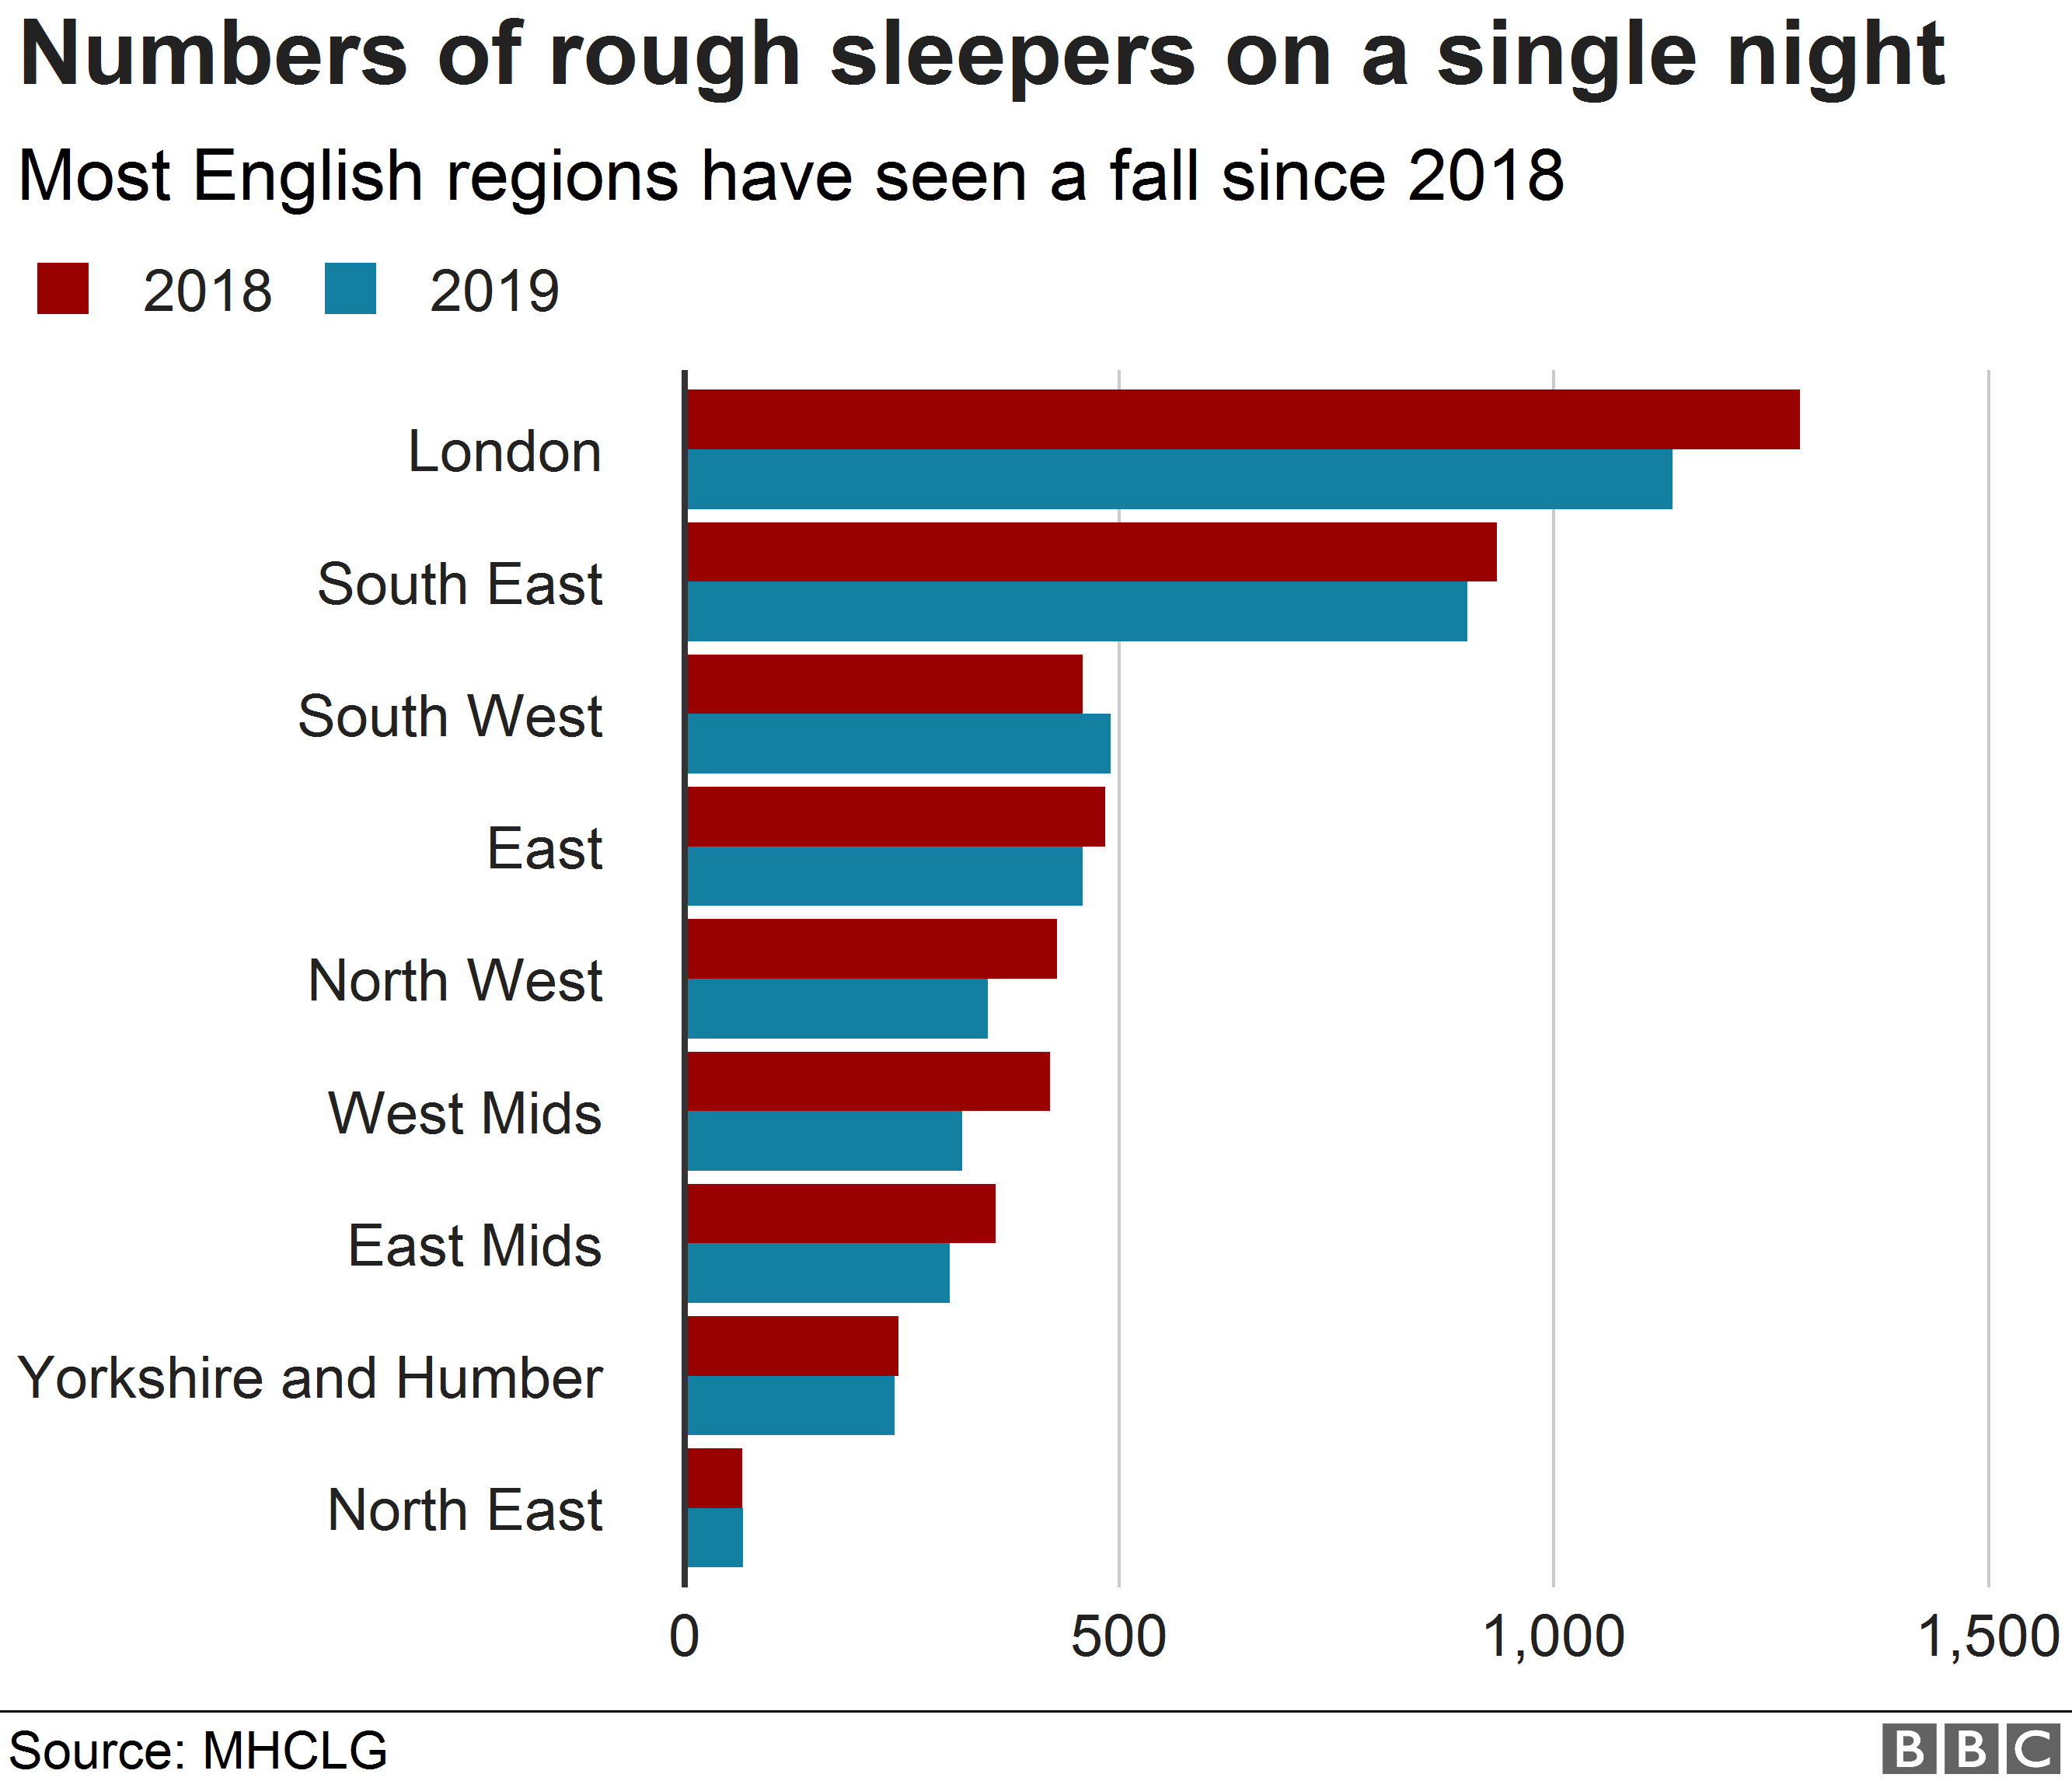 Numbers of rough sleepers on a single night
Most English regions have seen a fall since 2018
2018 2019
London
South East
South West
East
North West
West Mids
East Mids
Yorkshire and Humber
North East
0 500 1,000 1,500
Source: MHCLG
BBC